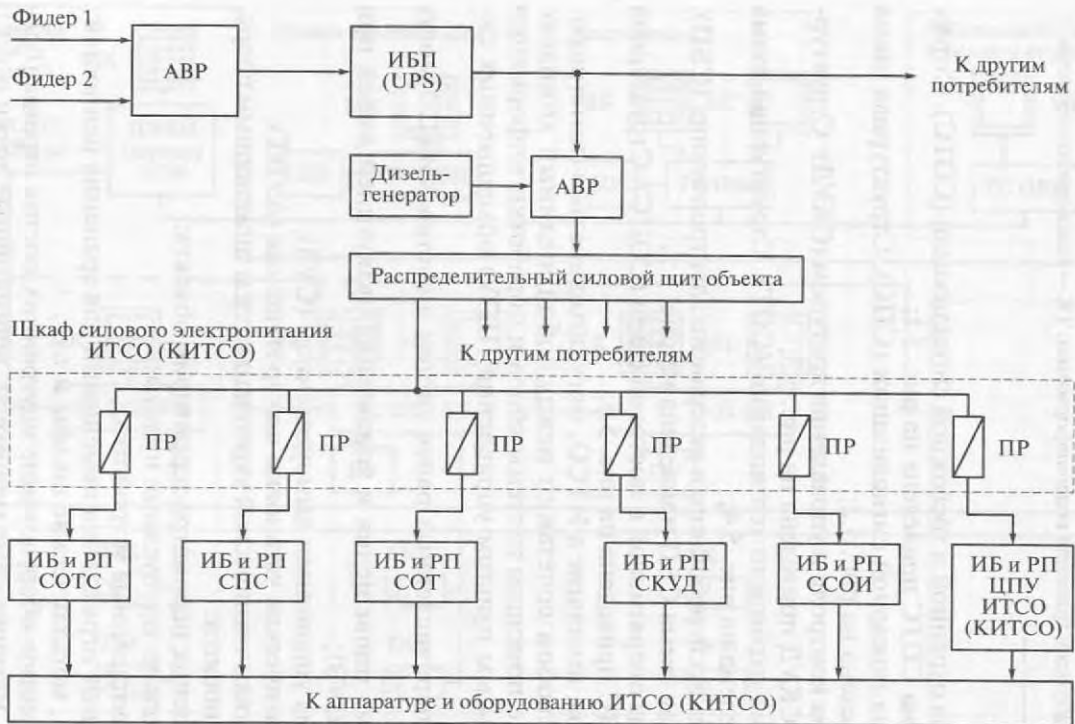 Фидер 1
Фидер 2
АВР
ИБП
(UPS)
К другим
потребителям
Дизель-
генератор
АВР
Распределительный силовой щит объекта
Шкаф силового электропитания
ИТСО (КИТСО)
К другим потребителям
ПР
ПР
ПР
ПР
ПР
ПР
ИБ и РП
СОТС
ИБ и РП
СПС
ИБ и РП
СОТ
ИБ и РП
СКУД
ИБ и РП
ССОИ
ИБ и РП
ЦПУ
ИТСО
(КИТСО)
К аппаратуре и оборудованию ИТСО (КИТСО)